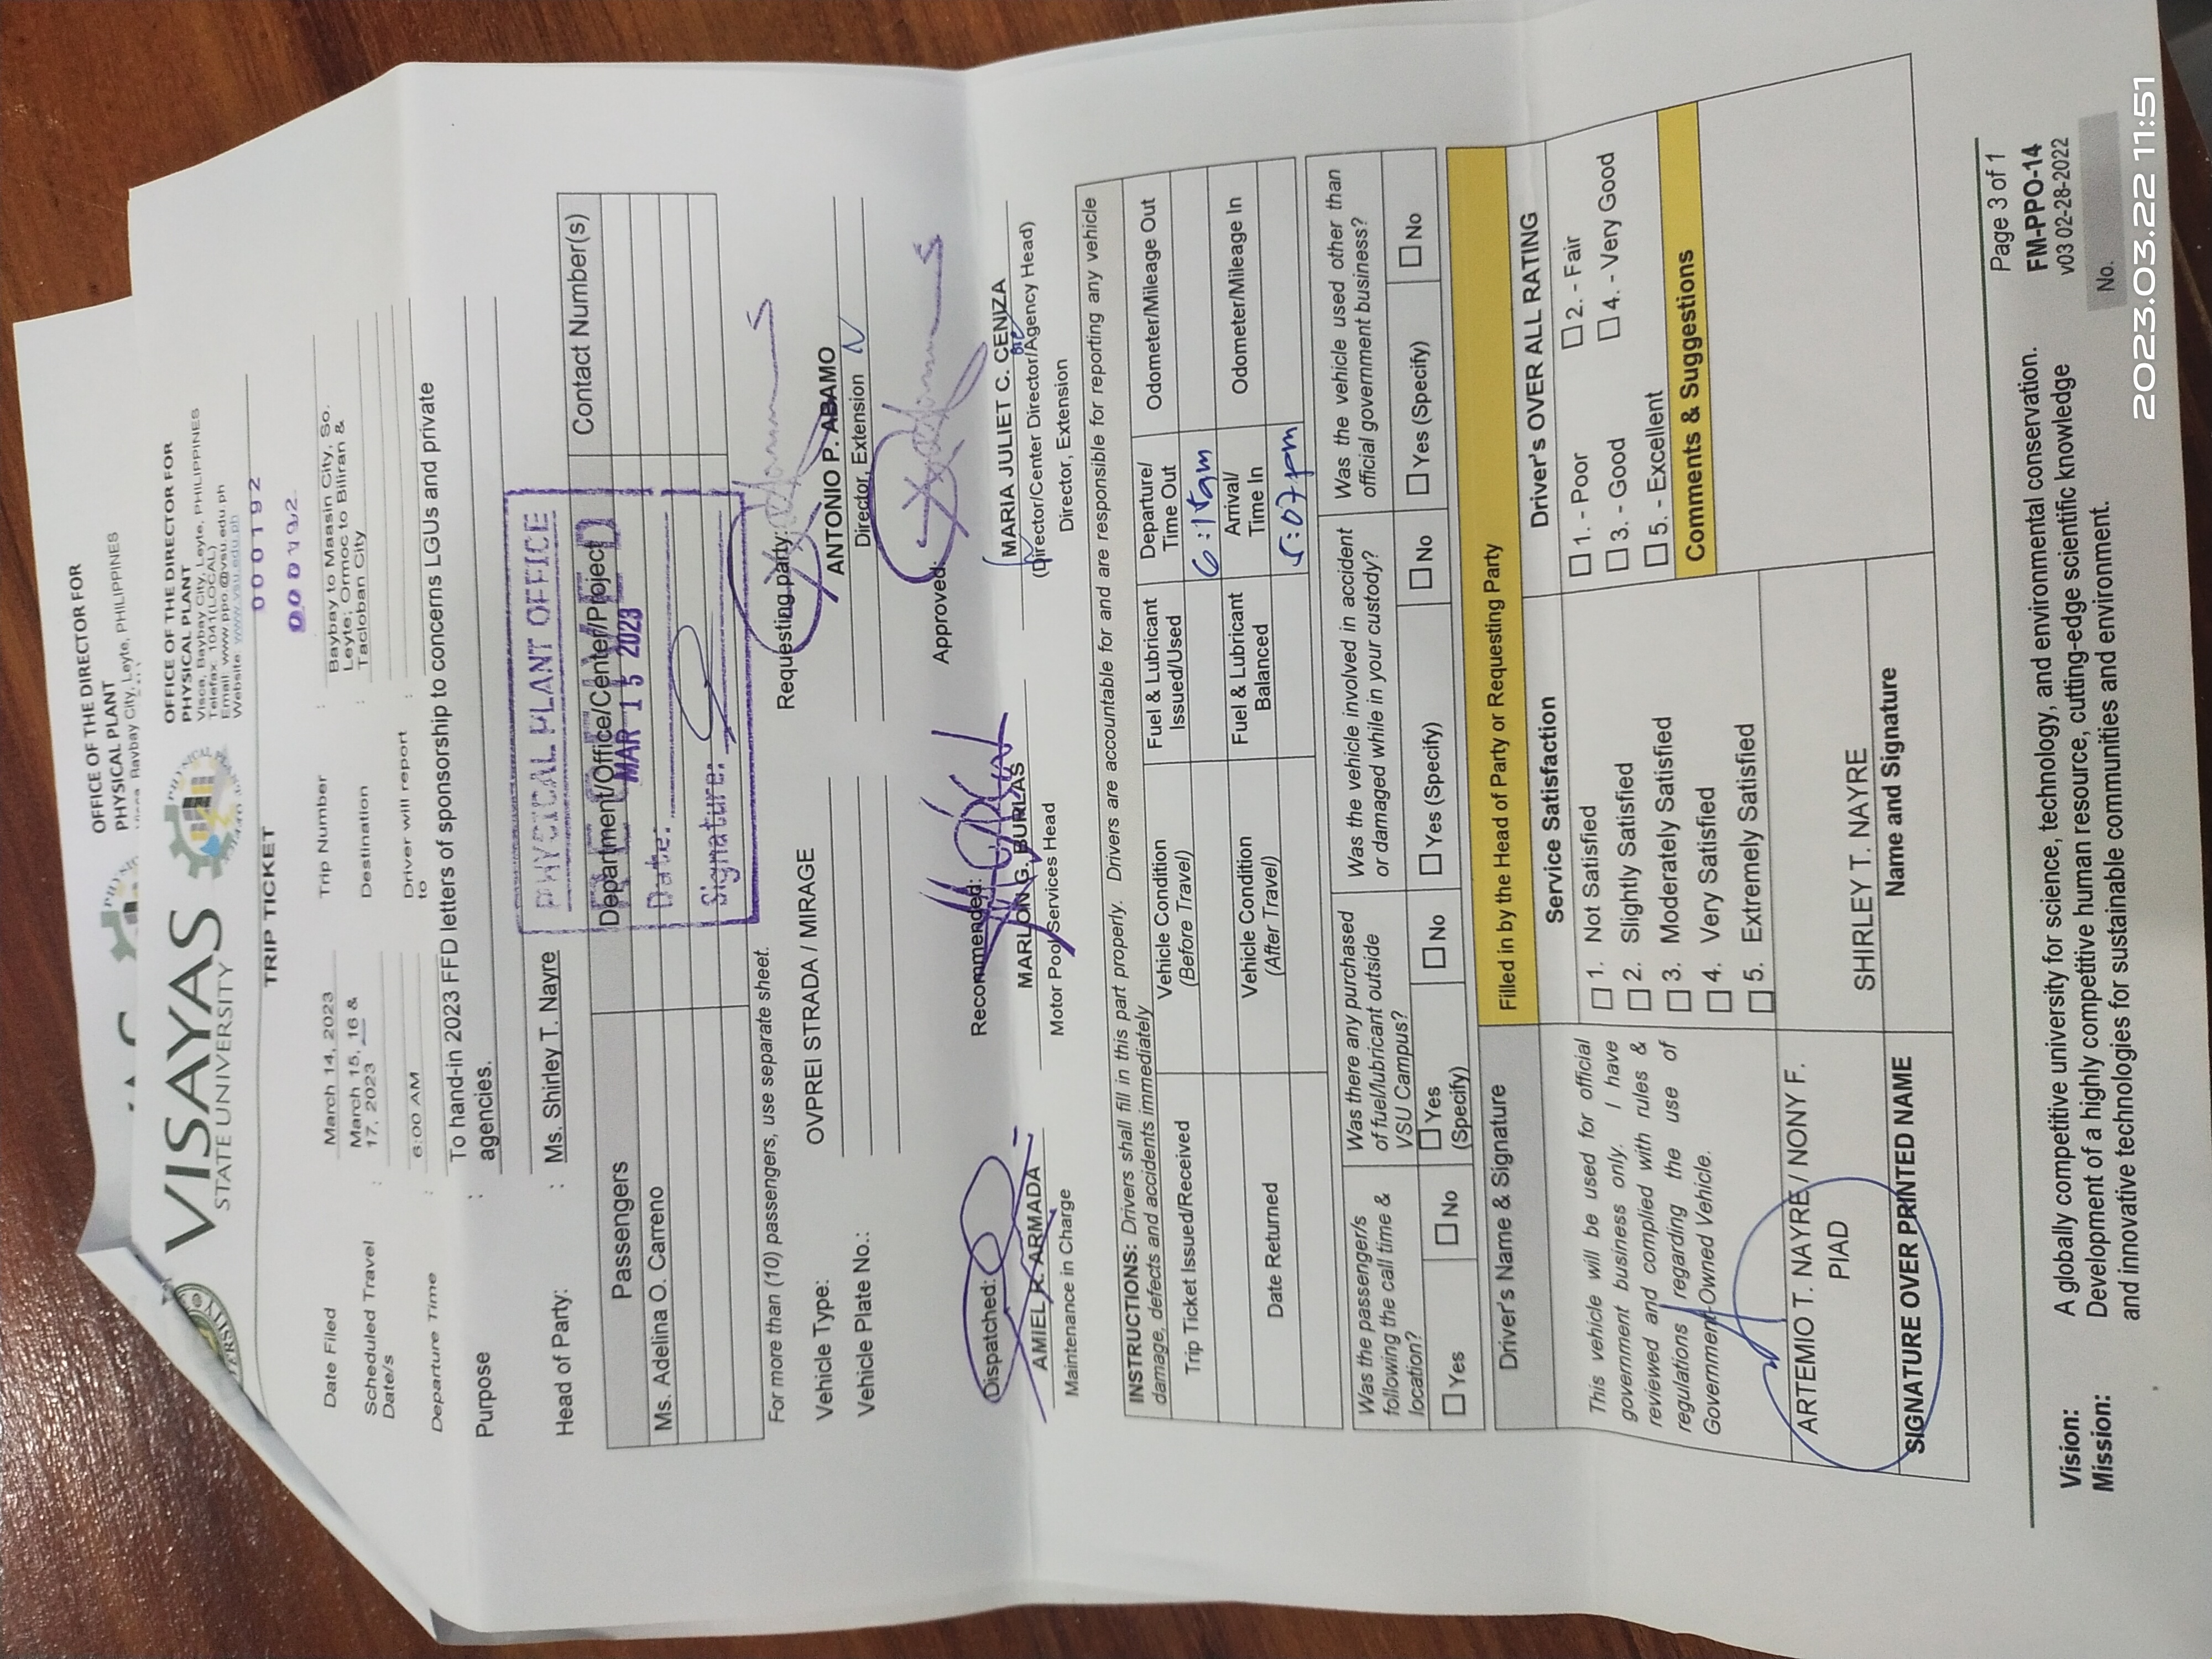 OFFICE OF THE DIRECTOR FOR
PHYSICAL PLANT
Baybay City, Leyte, PHILIPPINES
VISAYAS
STATE UNIVERSITY
OFFICE OF THE DIRECTOR FOR
PHYSICAL PLANT
Visca, Baybay City, Leyte, PHILIPPINES
Telefax: 1041(LOCAL)
Email: www.ppo.@vsu.edu.ph
Website: www.vsu.edu.ph
TRIP TICKET
000192
000192
Date Filed March 14, 2023 Trip Number :
Scheduled Travel Date/s : March 15, 16 & 17, 2023 Destination : Baybay to Maasin City, So. Leyte; Ormoc to Biliran & Tacloban City
Departure Time : 6:00 AM Driver will report to :
Purpose : To hand-in 2023 FFD letters of sponsorship to concerns LGUs and private
agencies.
Head of Party: : Ms. Shirley T. Nayre
PHYSICAL PLANT OFFICE
MAR 15 2023
Date:
Signature:
Passengers Department/Office/Center/Project Contact Number(s)
Ms. Adelina O. Carreno
For more than (10) passengers, use separate sheet.
Requesting party:
Vehicle Type: OVPREI STRADA / MIRAGE
ANTONIO P. ABAMO
Vehicle Plate No.:
Director, Extension
Dispatched: Recommended: Approved:
AMIEL R. ARMADA MARLON G. BURLAS MARIA JULIET C. CENIZA
Maintenance in Charge Motor Pool Services Head (Director/Center Director/Agency Head)
Director, Extension
INSTRUCTIONS: Drivers shall fill in this part properly. Drivers are accountable for and are responsible for reporting any vehicle
damage, defects and accidents immediately
Trip Ticket Issued/Received Vehicle Condition (Before Travel) Fuel & Lubricant Issued/Used Departure/ Time Out Odometer/Mileage Out
6:15am
Date Returned Vehicle Condition (After Travel) Fuel & Lubricant Balanced Arrival/ Time In Odometer/Mileage In
5:07pm
Was the passengers/s following the call time & location?
Yes No
Was there any purchased of fuel/lubricant outside VSU Campus?
Yes (Specify) No
Was the vehicle involved in accident or damaged while in your custody?
Yes (Specify) No
Was the vehicle used other than official government business?
Yes (Specify) No
Driver's Name & Signature Filled in by the Head of Party or Requesting Party
This vehicle will be used for official
government business only. I have
reviewed and complied with rules &
regulations regarding the use of
Government-Owned Vehicle.
Service Satisfaction
1. Not Satisfied
2. Slightly Satisfied
3. Moderately Satisfied
4. Very Satisfied
5. Extremely Satisfied
Driver's OVER ALL RATING
1. - Poor 2. - Fair
3. - Good 4. - Very Good
5. - Excellent
Comments & Suggestions
ARTEMIO T. NAYRE / NONY F.
PIAD
SIGNATURE OVER PRINTED NAME
SHIRLEY T. NAYRE
Name and Signature
Vision: A globally competitive university for science, technology, and environmental conservation.
Mission: Development of a highly competitive human resource, cutting-edge scientific knowledge
and innovative technologies for sustainable communities and environment.
Page 3 of 1
FM-PPO-14
v03 02-28-2022
No.
2023.03.22 11:51